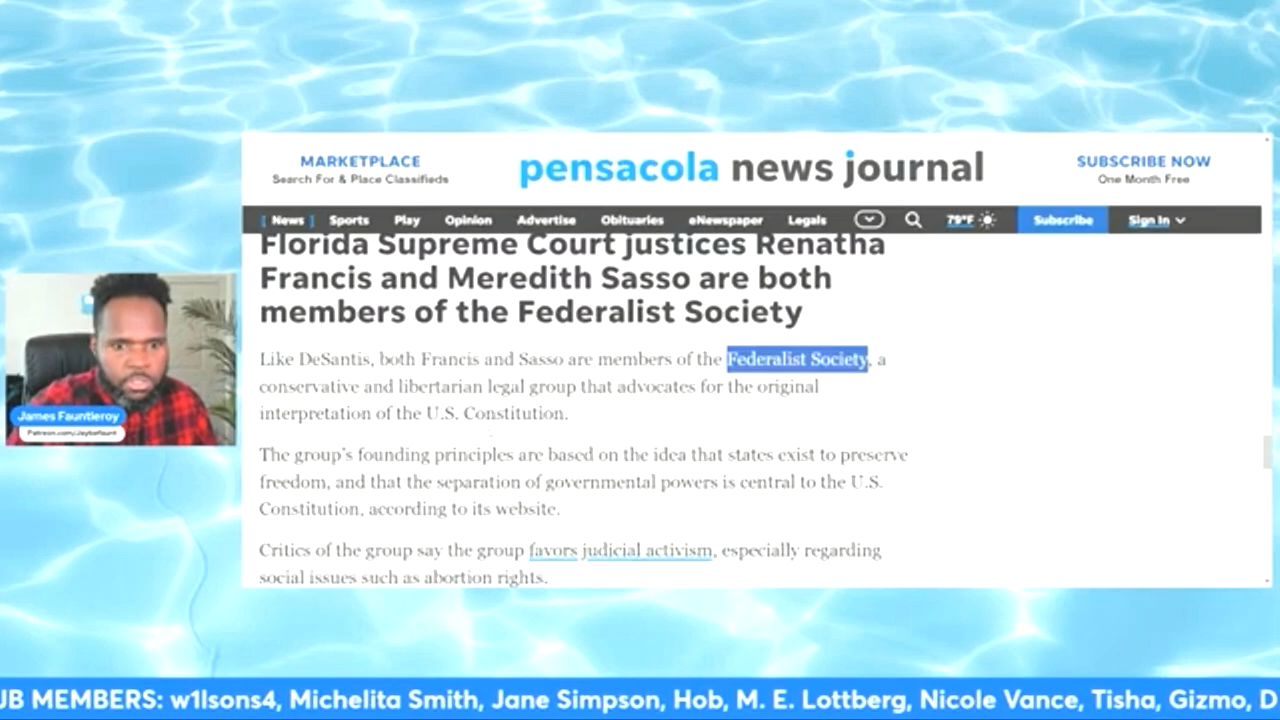 MARKETPLACE
Search For & Place Classifieds
pensacola news journal
SUBSCRIBE NOW
One Month Free
[ News ] Sports Play Opinion Advertise Obituaries eNewspaper Legals 79°F Subscribe Sign In
Florida Supreme Court justices Renatha
Francis and Meredith Sasso are both
members of the Federalist Society
Like DeSantis, both Francis and Sasso are members of the Federalist Society, a
conservative and libertarian legal group that advocates for the original
interpretation of the U.S. Constitution.
The group's founding principles are based on the idea that states exist to preserve
freedom, and that the separation of governmental powers is central to the U.S.
Constitution, according to its website.
Critics of the group say the group favors judicial activism, especially regarding
social issues such as abortion rights.
James Fauntleroy
Patreon.com/Jaybefaunt
UB MEMBERS: w1lsons4, Michelita Smith, Jane Simpson, Hob, M. E. Lottberg, Nicole Vance, Tisha, Gizmo, D